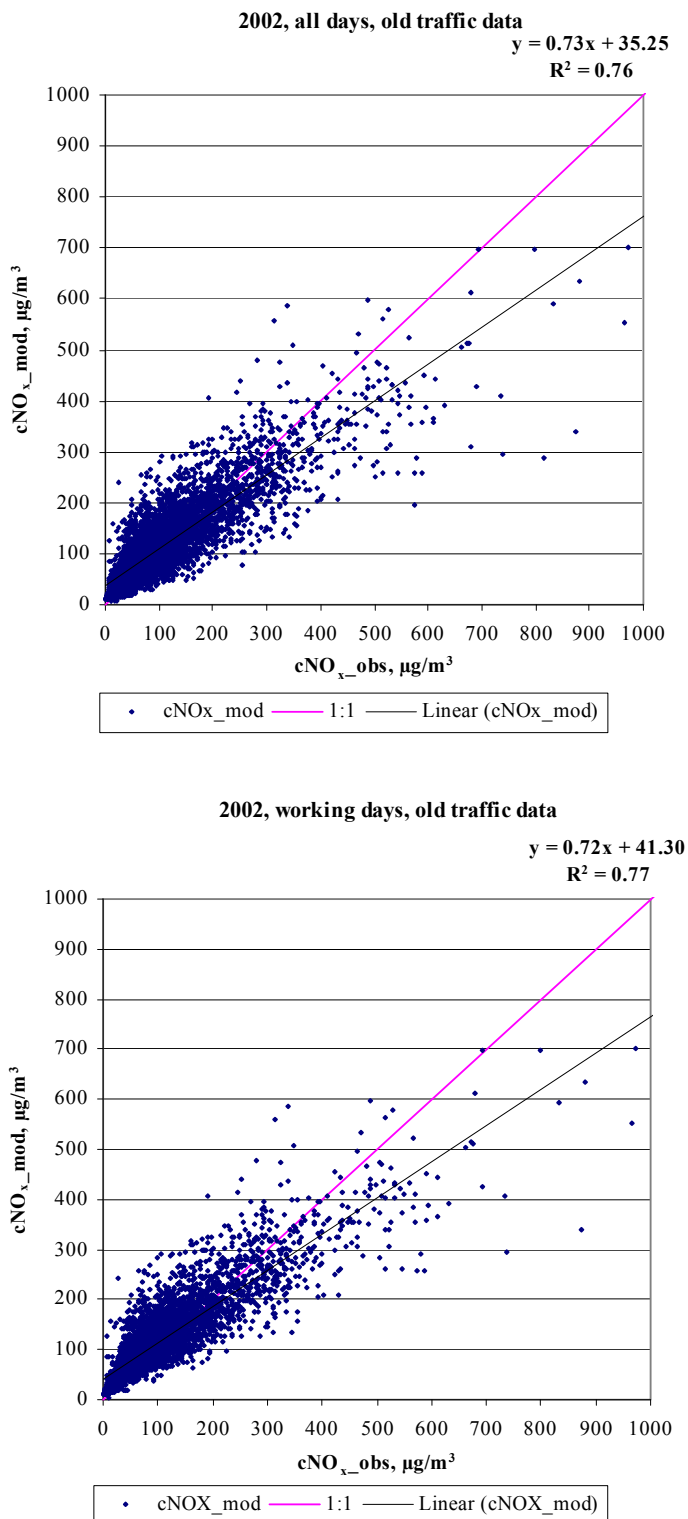 2002, all days, old traffic data
y = 0.73x + 35.25
R² = 0.76
1000
900
800
700
600
500
400
300
200
100
0
cNOx_mod, µg/m³
0 100 200 300 400 500 600 700 800 900 1000
cNOx_obs, µg/m³
cNOx_mod 1:1 Linear (cNOx_mod)
2002, working days, old traffic data
y = 0.72x + 41.30
R² = 0.77
1000
900
800
700
600
500
400
300
200
100
0
cNOx_mod, µg/m³
0 100 200 300 400 500 600 700 800 900 1000
cNOx_obs, µg/m³
cNOX_mod 1:1 Linear (cNOX_mod)